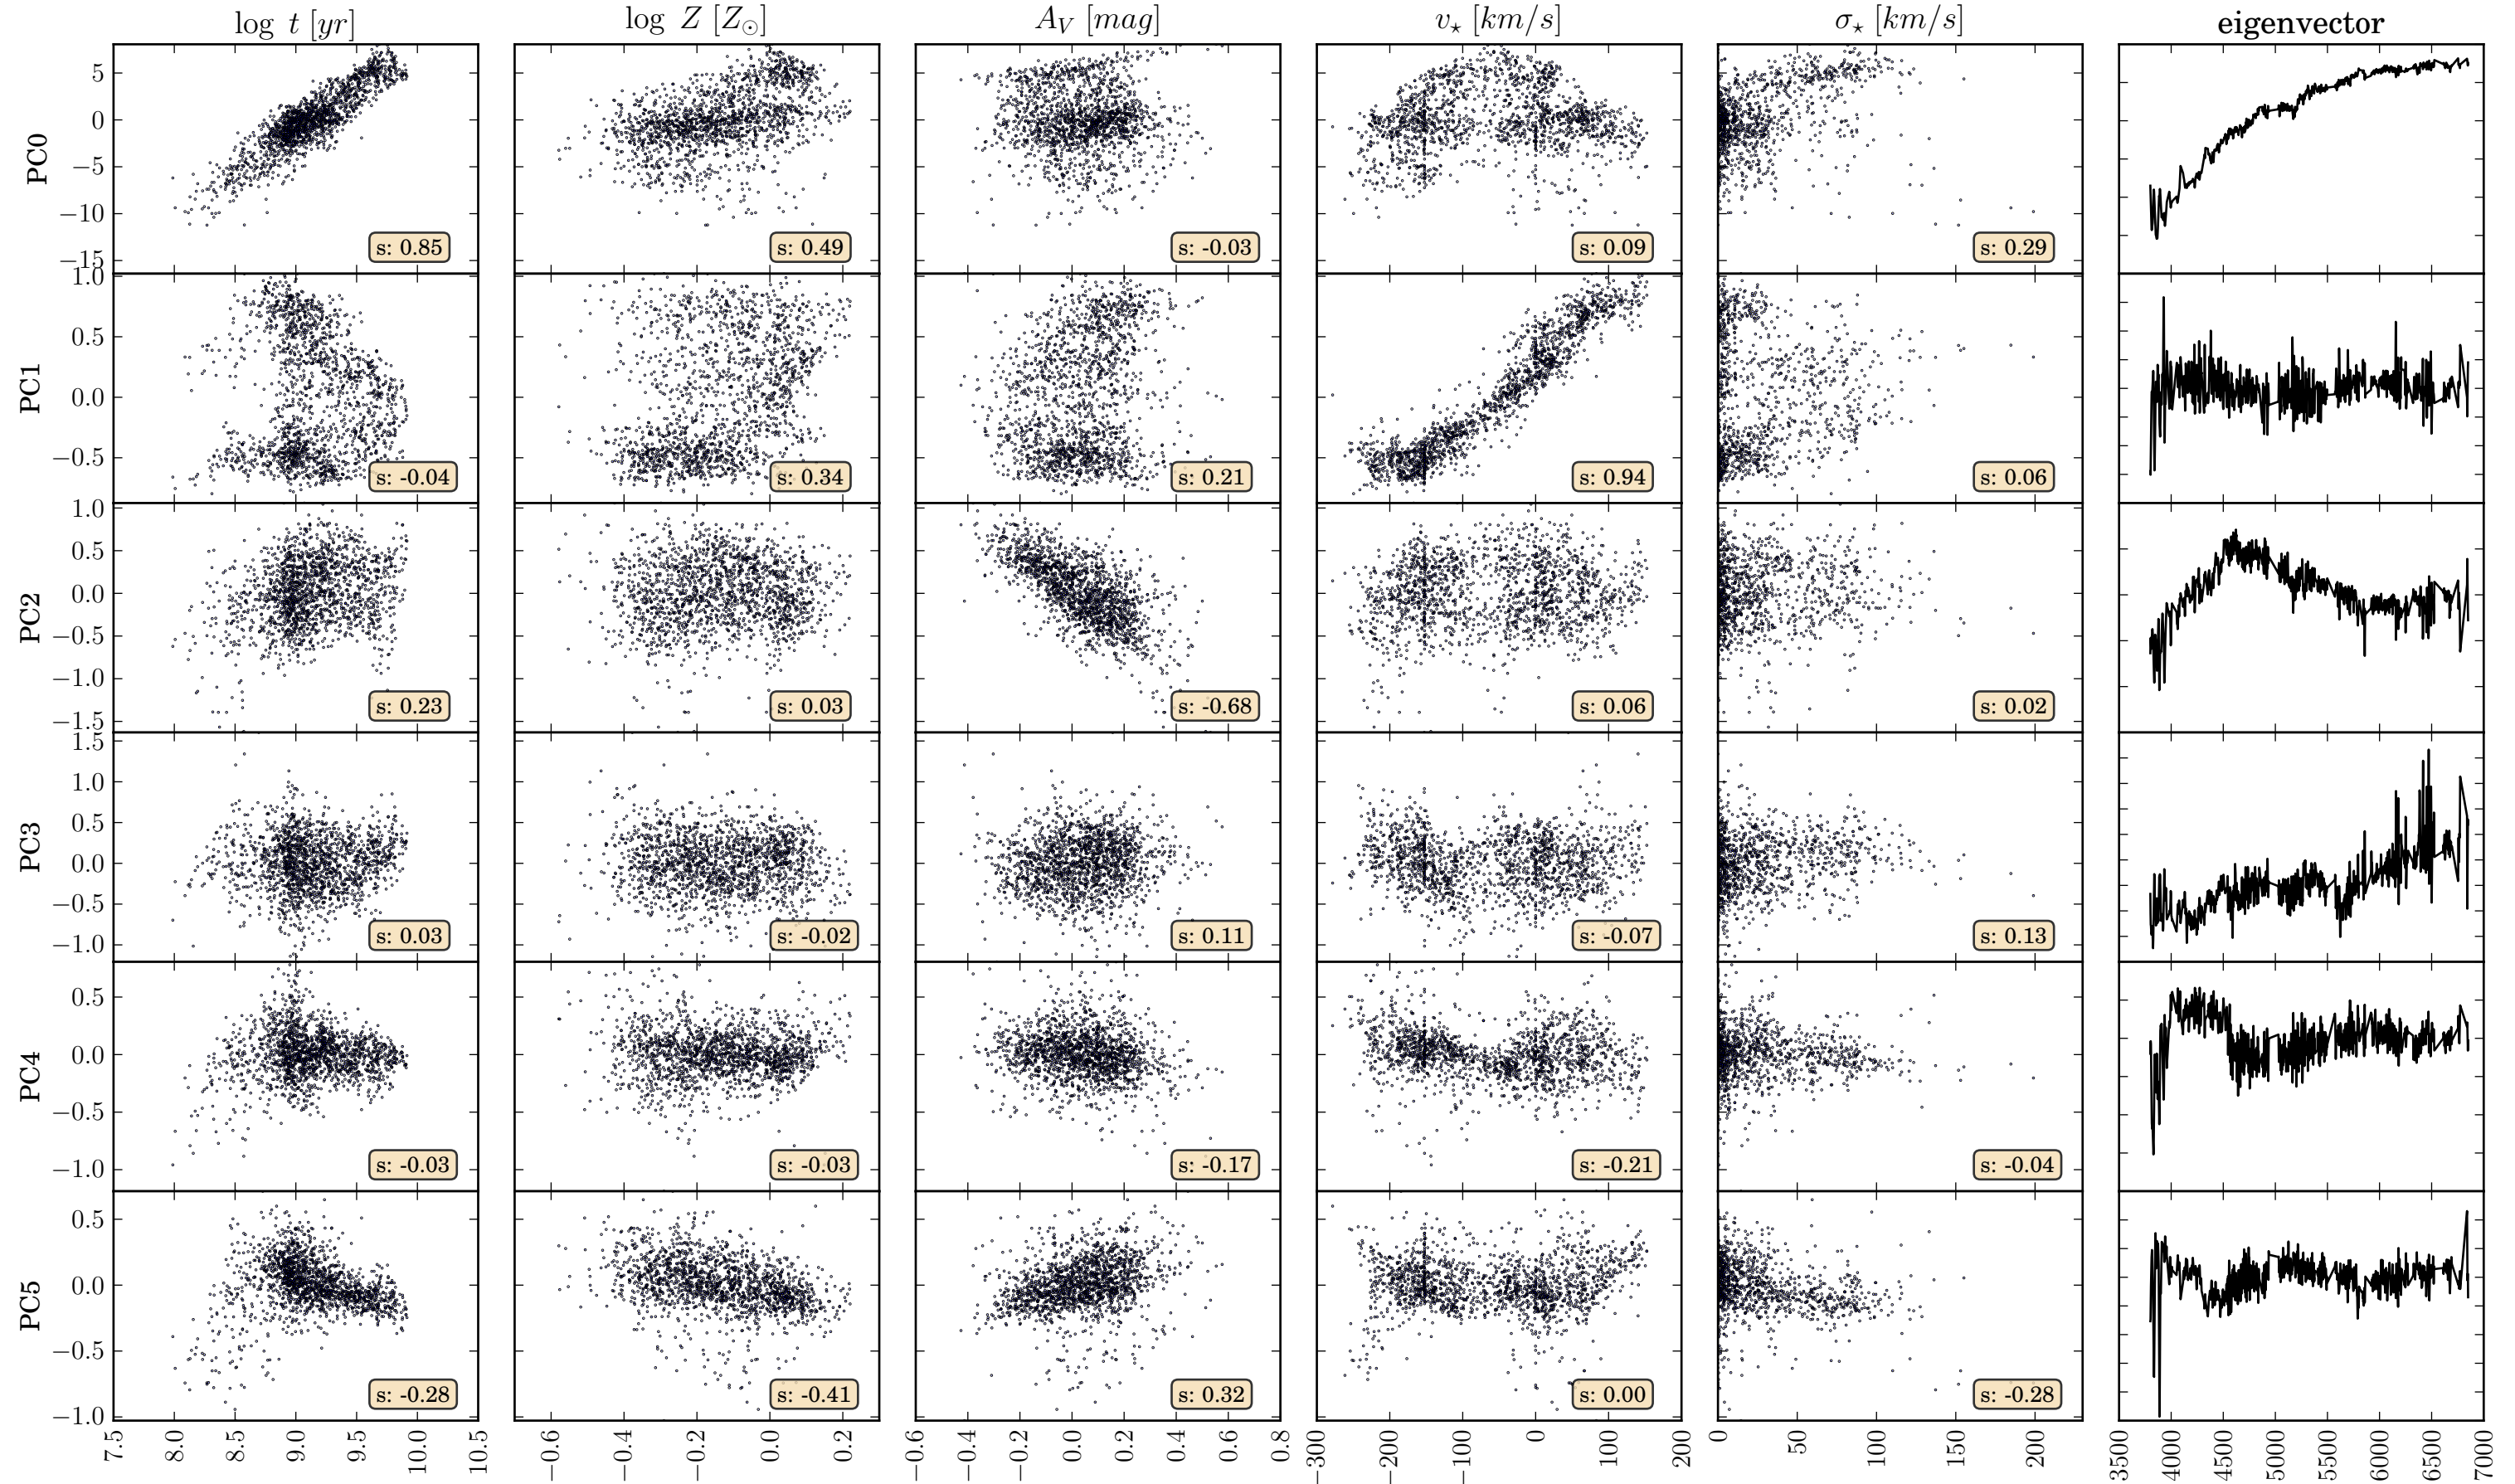 log t [yr] log Z [Z⊙] A_V [mag] v⋆ [km/s] σ⋆ [km/s] eigenvector
PC0
5
0
−5
−10
−15
s: 0.85 s: 0.49 s: -0.03 s: 0.09 s: 0.29
PC1
1.0
0.5
0.0
−0.5
s: -0.04 s: 0.34 s: 0.21 s: 0.94 s: 0.06
PC2
1.0
0.5
0.0
−0.5
−1.0
−1.5
s: 0.23 s: 0.03 s: -0.68 s: 0.06 s: 0.02
PC3
1.5
1.0
0.5
0.0
−0.5
−1.0
s: 0.03 s: -0.02 s: 0.11 s: -0.07 s: 0.13
PC4
0.5
0.0
−0.5
−1.0
s: -0.03 s: -0.03 s: -0.17 s: -0.21 s: -0.04
PC5
0.5
0.0
−0.5
−1.0
s: -0.28 s: -0.41 s: 0.32 s: 0.00 s: -0.28
7.5 8.0 8.5 9.0 9.5 10.0 10.5 −0.6 −0.4 −0.2 0.0 0.2 −0.6 −0.4 −0.2 0.0 0.2 0.4 0.6 0.8 −300 −200 −100 0 100 200 0 50 100 150 200 3500 4000 4500 5000 5500 6000 6500 7000